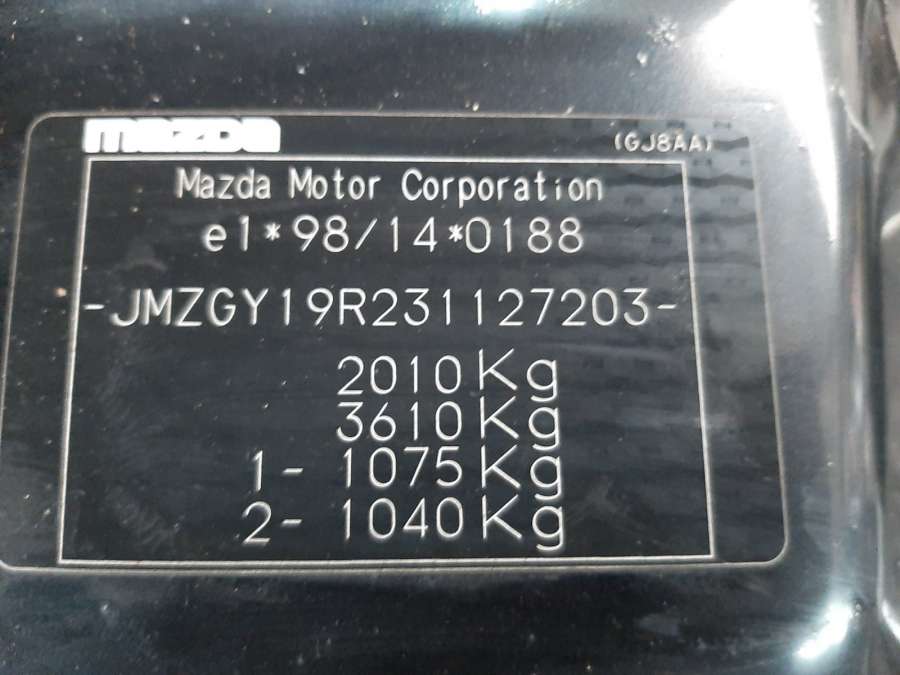 mazda (GJ8AA)
Mazda Motor Corporation
e1*98/14*0188
-JMZGY19R231127203-
2010Kg
3610Kg
1- 1075Kg
2- 1040Kg